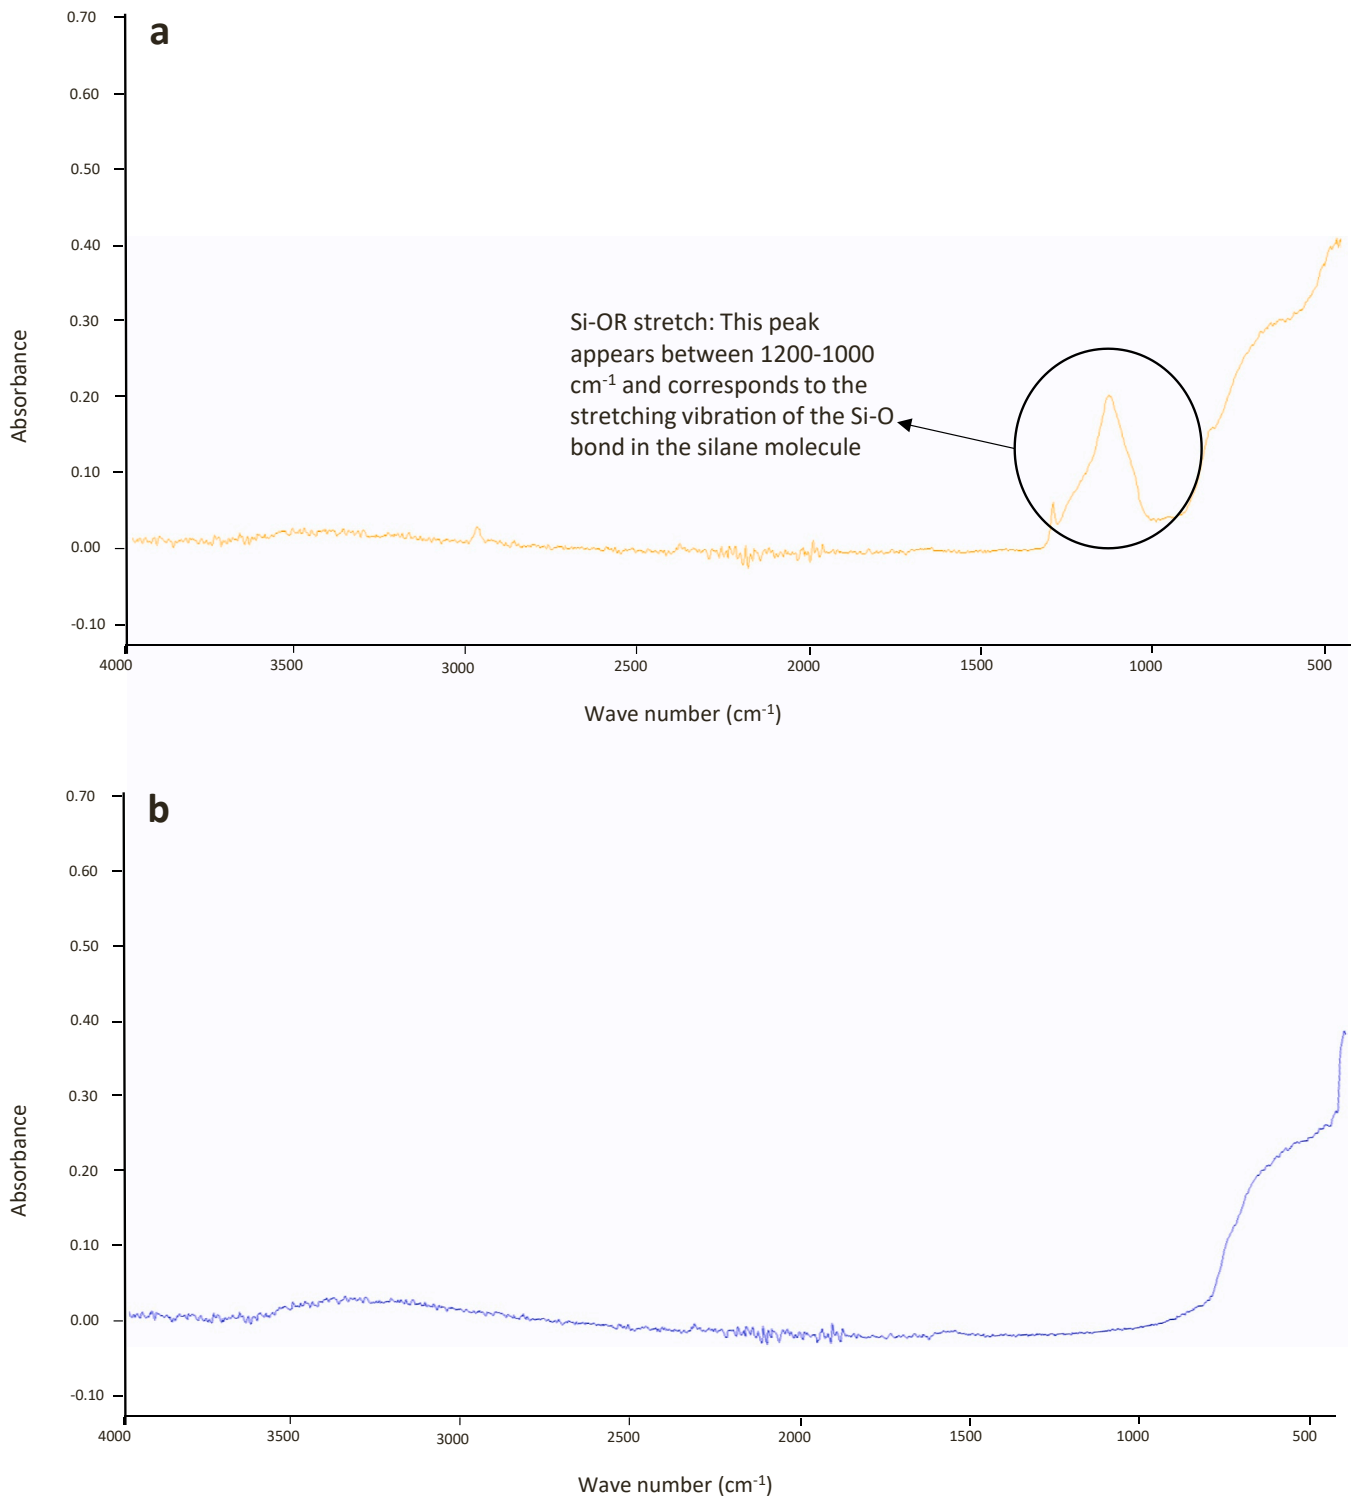 a
0.70
0.60
0.50
0.40
0.30
0.20
0.10
0.00
-0.10
Absorbance
Si-OR stretch: This peak
appears between 1200-1000
cm⁻¹ and corresponds to the
stretching vibration of the Si-O
bond in the silane molecule
4000 3500 3000 2500 2000 1500 1000 500
Wave number (cm⁻¹)
b
0.70
0.60
0.50
0.40
0.30
0.20
0.10
0.00
-0.10
Absorbance
4000 3500 3000 2500 2000 1500 1000 500
Wave number (cm⁻¹)